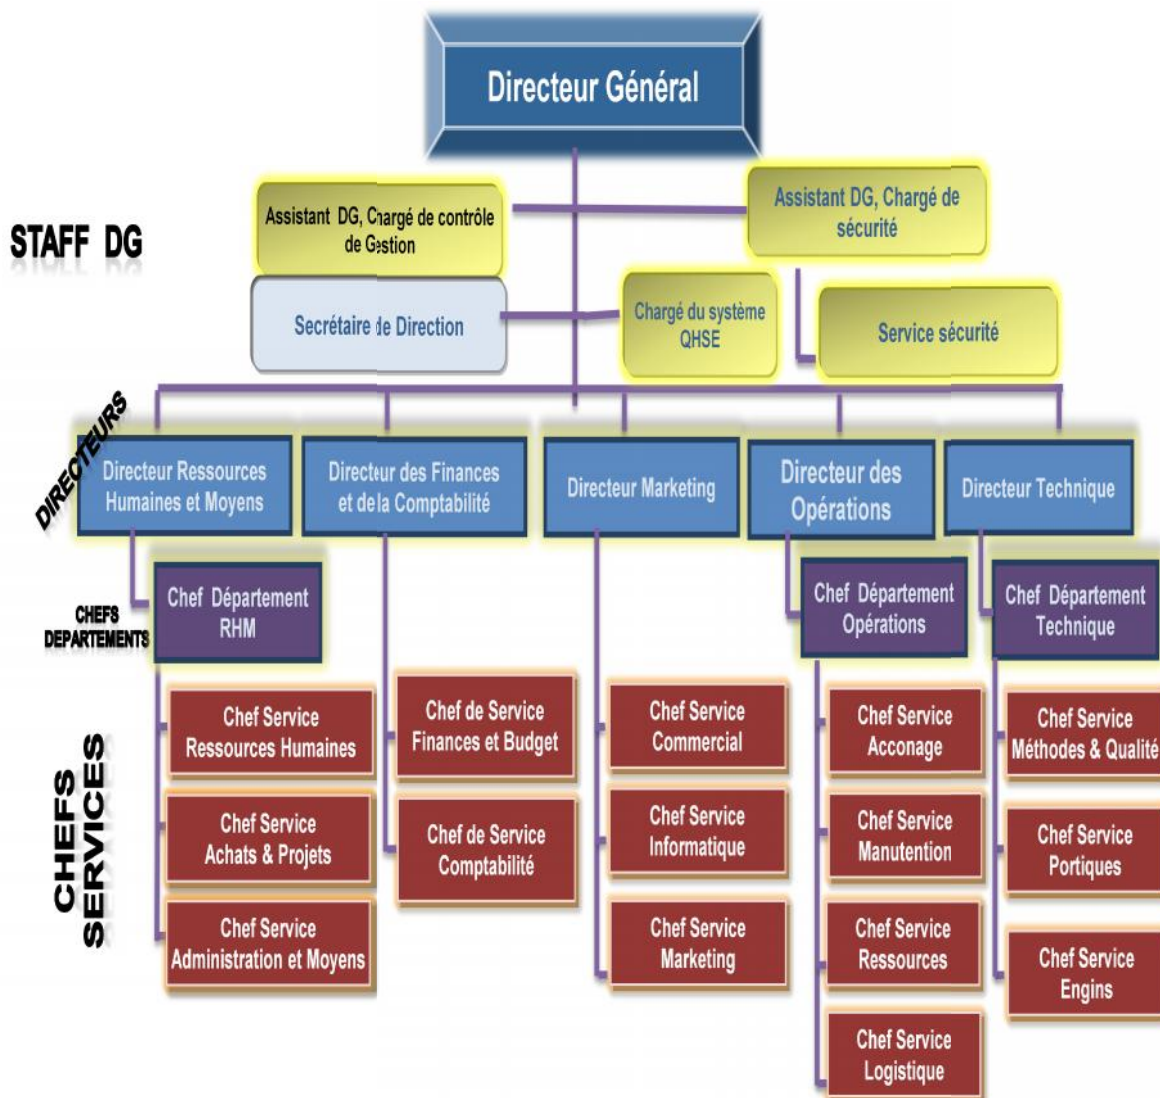 Directeur Général
STAFF DG
Assistant DG, Chargé de contrôle
de Gestion
Assistant DG, Chargé de
sécurité
Secrétaire de Direction
Chargé du système
QHSE
Service sécurité
DIRECTEURS
Directeur Ressources
Humaines et Moyens
Directeur des Finances
et de la Comptabilité
Directeur Marketing
Directeur des
Opérations
Directeur Technique
CHEFS
DEPARTEMENTS
Chef Département
RHM
Chef Département
Opérations
Chef Département
Technique
CHEFS
SERVICES
Chef Service
Ressources Humaines
Chef Service
Achats & Projets
Chef Service
Administration et Moyens
Chef de Service
Finances et Budget
Chef de Service
Comptabilité
Chef Service
Commercial
Chef Service
Informatique
Chef Service
Marketing
Chef Service
Acconage
Chef Service
Manutention
Chef Service
Ressources
Chef Service
Logistique
Chef Service
Méthodes & Qualité
Chef Service
Portiques
Chef Service
Engins